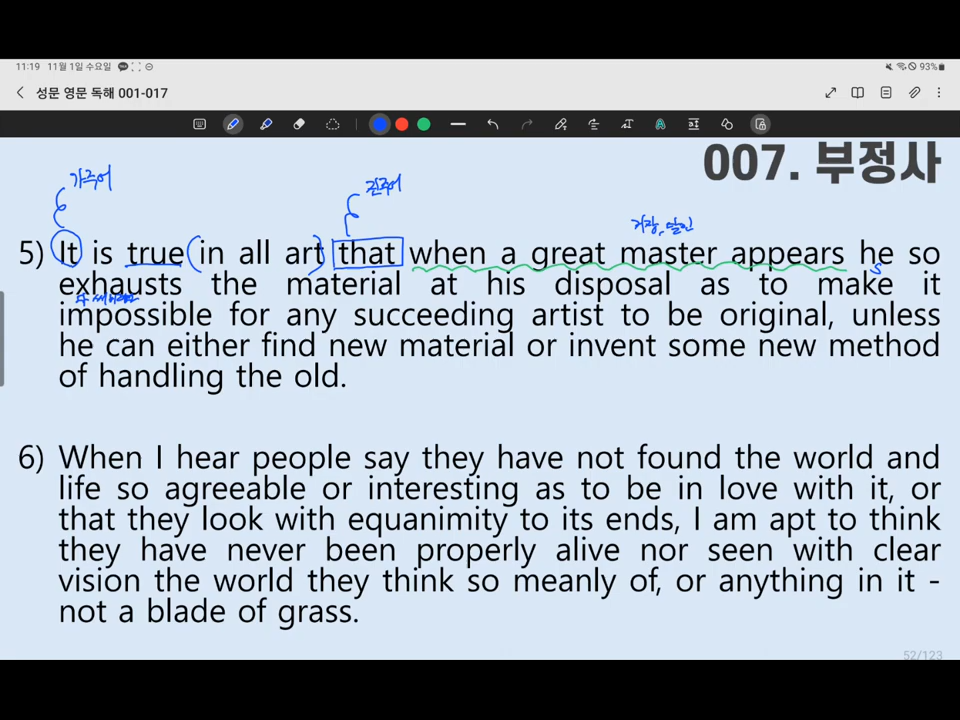 11:19 11월 1일 수요일 93%
성문 영문 독해 001-017
007. 부정사
가주어 진주어
거장, 달인
5) It is true in all art that when a great master appears he so
S
exhausts the material at his disposal as to make it
다 써버리다
impossible for any succeeding artist to be original, unless
he can either find new material or invent some new method
of handling the old.
6) When I hear people say they have not found the world and
life so agreeable or interesting as to be in love with it, or
that they look with equanimity to its ends, I am apt to think
they have never been properly alive nor seen with clear
vision the world they think so meanly of, or anything in it -
not a blade of grass.
52/123